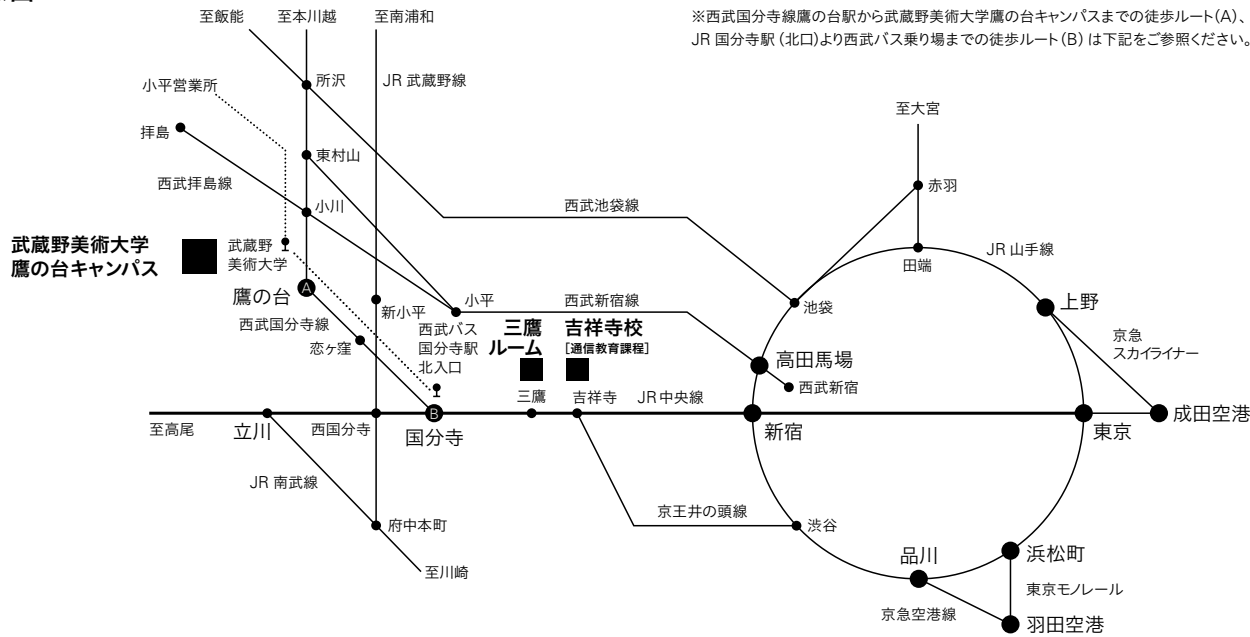 至飯能
至本川越
至南浦和
※西武国分寺線鷹の台駅から武蔵野美術大学鷹の台キャンパスまでの徒歩ルート(A)、
JR 国分寺駅 (北口)より西武バス乗り場までの徒歩ルート(B) は下記をご参照ください。
小平営業所
所沢
JR 武蔵野線
至大宮
拝島
東村山
西武拝島線
赤羽
小川
西武池袋線
武蔵野美術大学
鷹の台キャンパス
武蔵野
美術大学
JR 山手線
田端
A
鷹の台
新小平
小平
西武新宿線
池袋
上野
西武国分寺線
恋ヶ窪
西武バス
国分寺駅
北入口
三鷹
ルーム
吉祥寺校
[通信教育課程]
高田馬場
西武新宿
京急
スカイライナー
三鷹
吉祥寺
JR 中央線
B
至高尾
立川
西国分寺
国分寺
新宿
東京
成田空港
JR 南武線
京王井の頭線
府中本町
渋谷
至川崎
品川
浜松町
東京モノレール
京急空港線
羽田空港